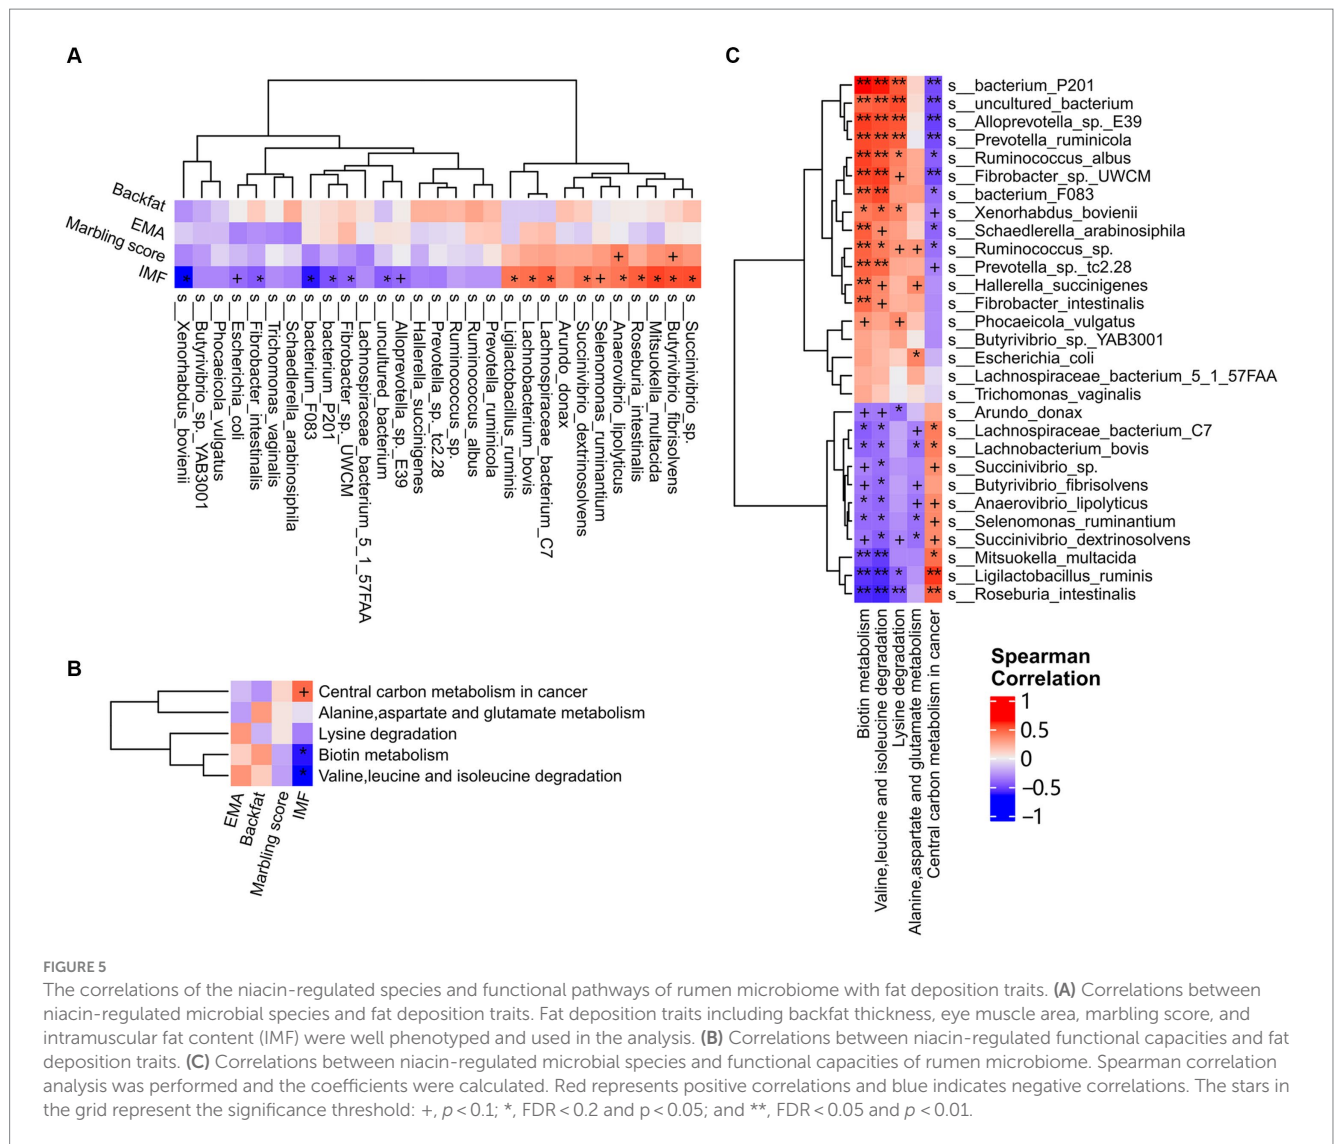 A
Backfat
EMA
Marbling score
IMF
s__Xenorhabdus_bovienii
s__Butyrivibrio_sp._YAB3001
s__Phocaeicola_vulgatus
s__Escherichia_coli
s__Fibrobacter_intestinalis
s__Trichomonas_vaginalis
s__Schaedlerella_arabinosiphila
s__bacterium_F083
s__bacterium_P201
s__Fibrobacter_sp._UWCM
s__Lachnospiraceae_bacterium_5_1_57FAA
s__uncultured_bacterium
s__Alloprevotella_sp._E39
s__Hallerella_succinigenes
s__Prevotella_sp._tc2.28
s__Ruminococcus_sp.
s__Ruminococcus_albus
s__Prevotella_ruminicola
s__Ligilactobacillus_ruminis
s__Lachnobacterium_bovis
s__Lachnospiraceae_bacterium_C7
s__Arundo_donax
s__Succinivibrio_dextrinosolvens
s__Selenomonas_ruminantium
s__Anaerovibrio_lipolyticus
s__Roseburia_intestinalis
s__Mitsuokella_multacida
s__Butyrivibrio_fibrisolvens
s__Succinivibrio_sp.
B
Central carbon metabolism in cancer
Alanine,aspartate and glutamate metabolism
Lysine degradation
Biotin metabolism
Valine,leucine and isoleucine degradation
EMA
Backfat
Marbling score
IMF
C
s__bacterium_P201
s__uncultured_bacterium
s__Alloprevotella_sp._E39
s__Prevotella_ruminicola
s__Ruminococcus_albus
s__Fibrobacter_sp._UWCM
s__bacterium_F083
s__Xenorhabdus_bovienii
s__Schaedlerella_arabinosiphila
s__Ruminococcus_sp.
s__Prevotella_sp._tc2.28
s__Hallerella_succinigenes
s__Fibrobacter_intestinalis
s__Phocaeicola_vulgatus
s__Butyrivibrio_sp._YAB3001
s__Escherichia_coli
s__Lachnospiraceae_bacterium_5_1_57FAA
s__Trichomonas_vaginalis
s__Arundo_donax
s__Lachnospiraceae_bacterium_C7
s__Lachnobacterium_bovis
s__Succinivibrio_sp.
s__Butyrivibrio_fibrisolvens
s__Anaerovibrio_lipolyticus
s__Selenomonas_ruminantium
s__Succinivibrio_dextrinosolvens
s__Mitsuokella_multacida
s__Ligilactobacillus_ruminis
s__Roseburia_intestinalis
Biotin metabolism
Valine,leucine and isoleucine degradation
Lysine degradation
Alanine,aspartate and glutamate metabolism
Central carbon metabolism in cancer
Spearman
Correlation
1
0.5
0
−0.5
−1
FIGURE 5
The correlations of the niacin-regulated species and functional pathways of rumen microbiome with fat deposition traits. (A) Correlations between
niacin-regulated microbial species and fat deposition traits. Fat deposition traits including backfat thickness, eye muscle area, marbling score, and
intramuscular fat content (IMF) were well phenotyped and used in the analysis. (B) Correlations between niacin-regulated functional capacities and fat
deposition traits. (C) Correlations between niacin-regulated microbial species and functional capacities of rumen microbiome. Spearman correlation
analysis was performed and the coefficients were calculated. Red represents positive correlations and blue indicates negative correlations. The stars in
the grid represent the significance threshold: +, p < 0.1; *, FDR < 0.2 and p < 0.05; and **, FDR < 0.05 and p < 0.01.